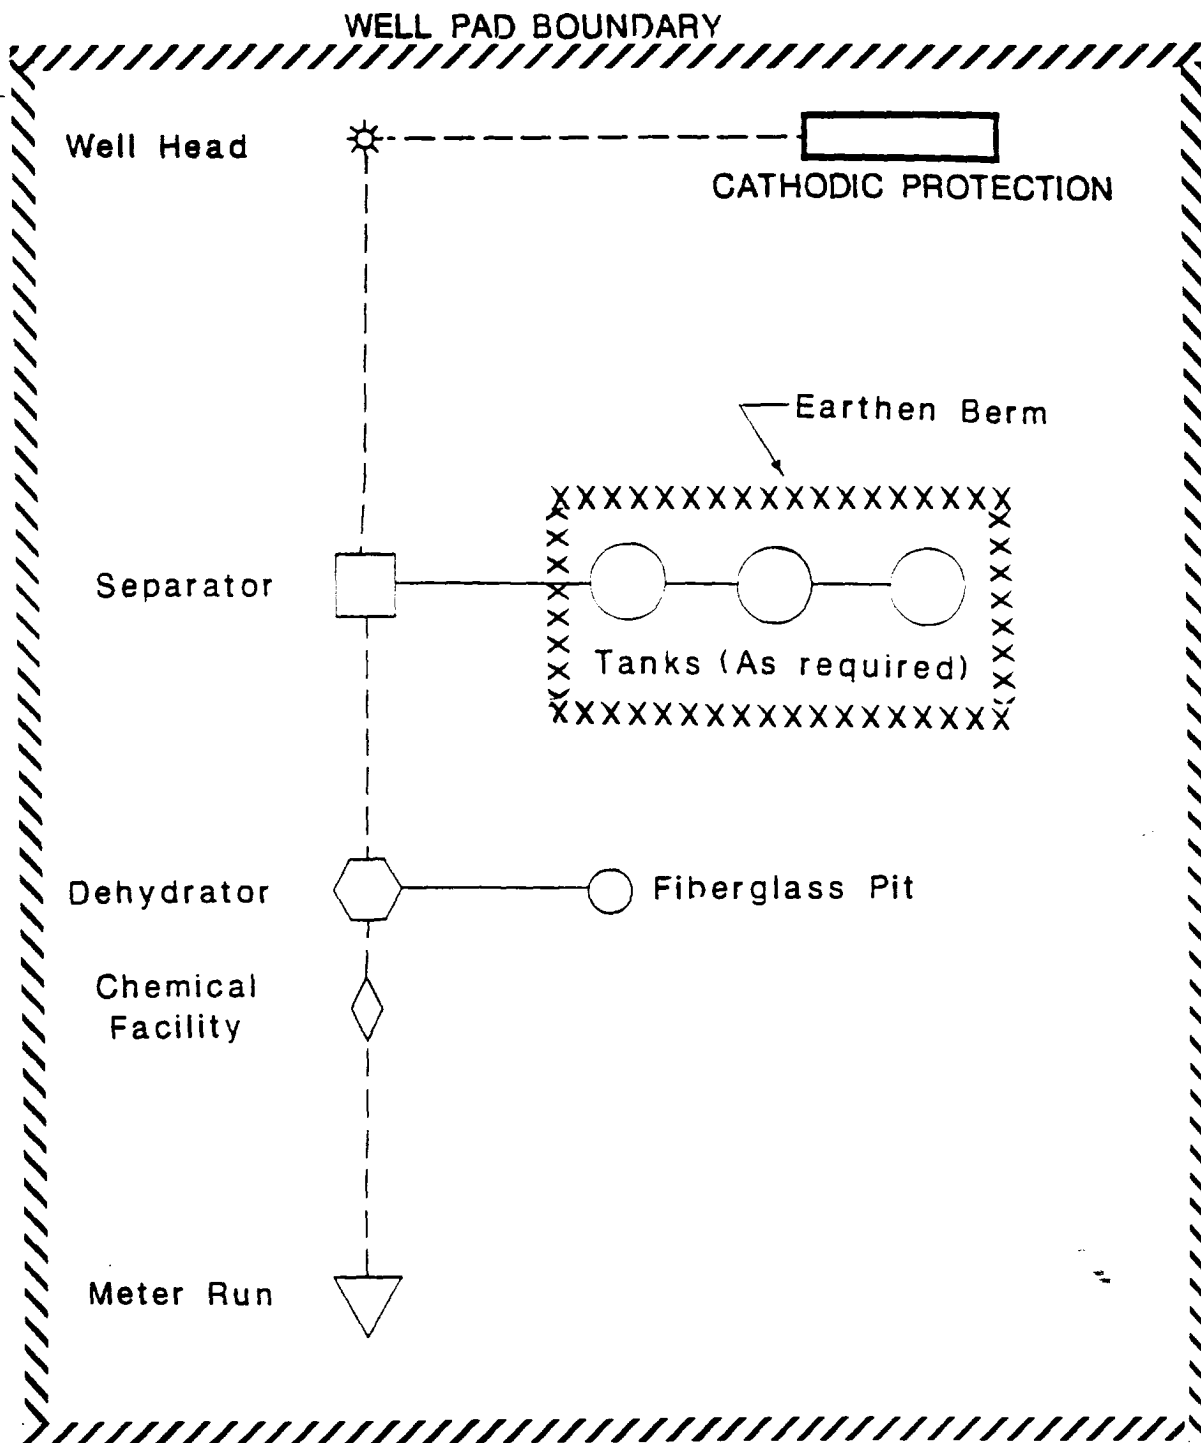 WELL PAD BOUNDARY
Well Head
CATHODIC PROTECTION
Earthen Berm
Separator
Tanks (As required)
Dehydrator
Fiberglass Pit
Chemical
Facility
Meter Run